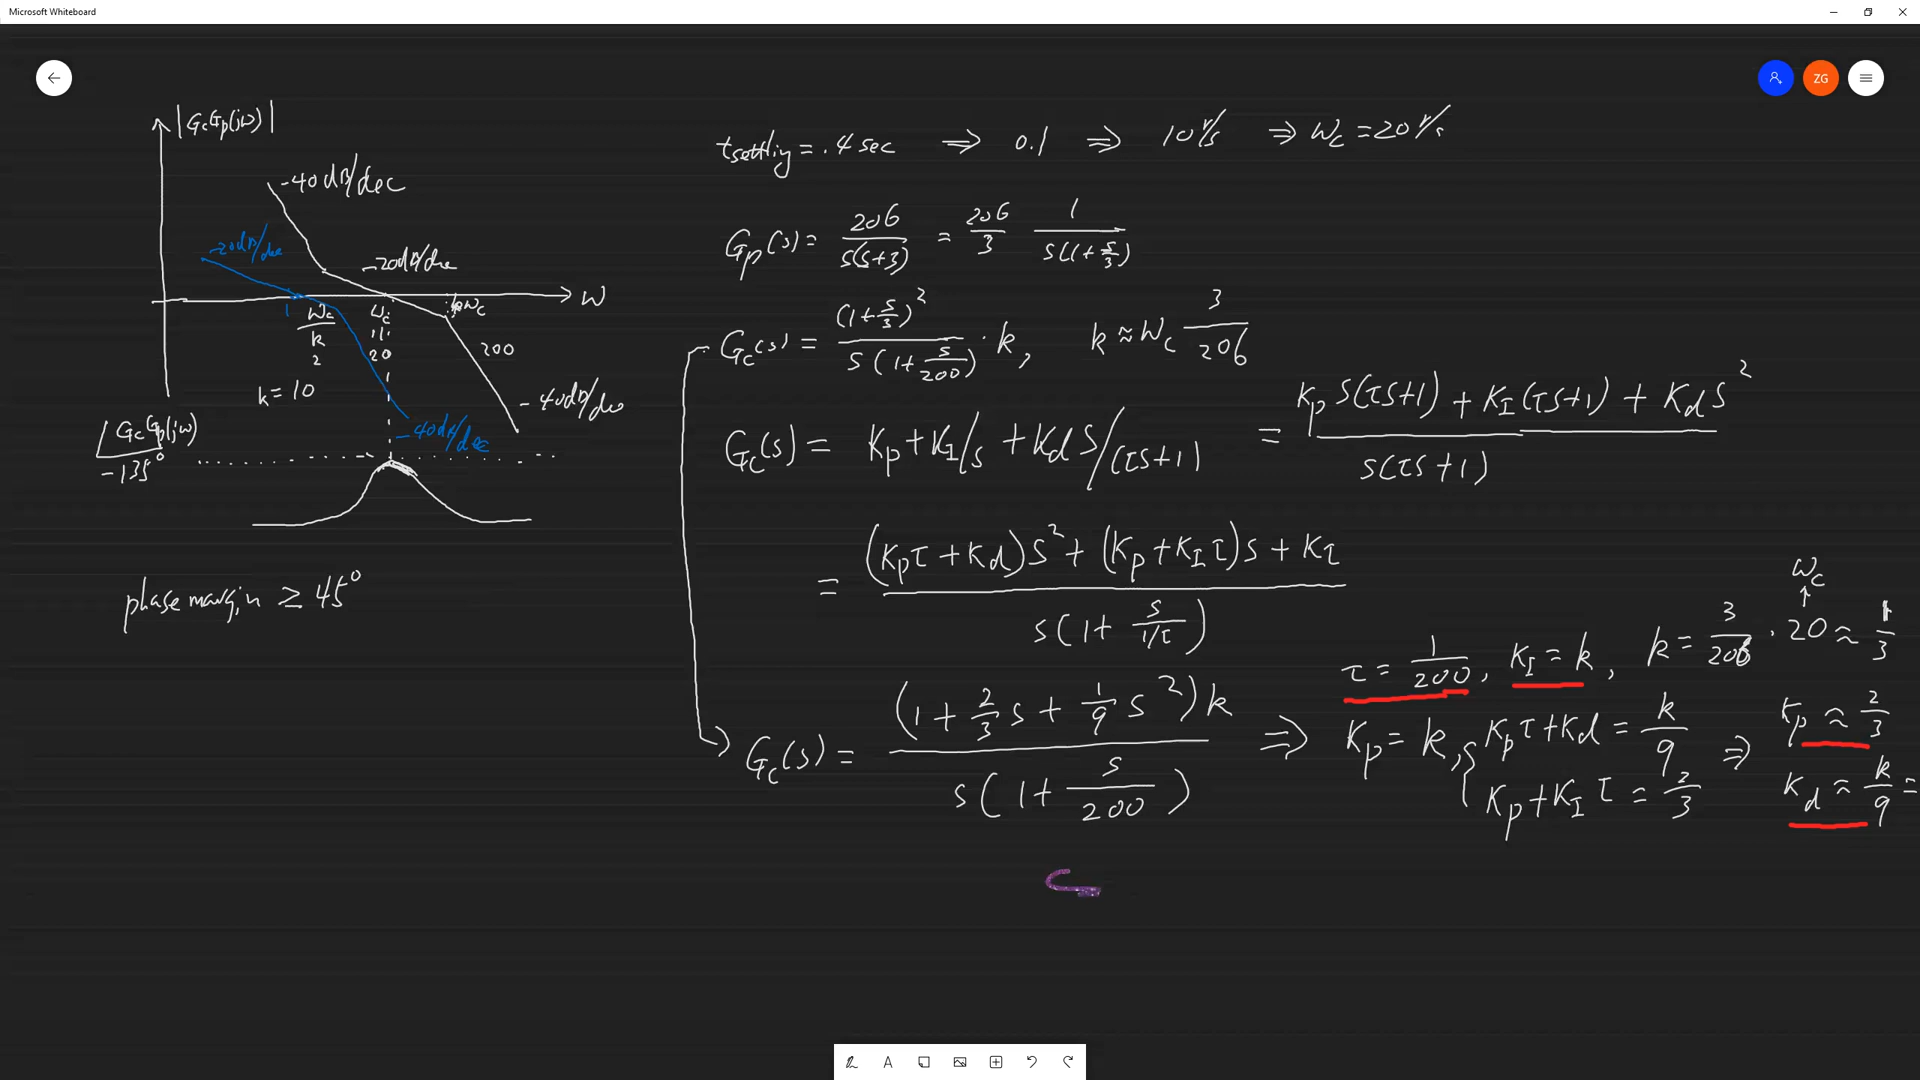 Microsoft Whiteboard
ZG
|GcGp(jω)|
-40dB/dec
-20dB/dec
-20dB/dec
ω
1
ωc/k
2
ωc
11
20
ωc
200
k=10
-40dB/dec
-40dB/dec
∠GcGp(jω)
-135°
phase margin ≥ 45°
tsettling = .4 sec ⇒ 0.1 ⇒ 10 r/s ⇒ ωc = 20 r/s
Gp(s) = 206/(s(s+3)) = 206/3 1/(s(1+s/3))
Gc(s) = (1+s/3)²/(s(1+s/200)) · k, k ≈ ωc 3/206
Gc(s) = Kp+KI/s+Kd s/(τs+1) = (Kp s(τs+1) + KI(τs+1) + Kd s²)/(s(τs+1))
= ((Kpτ+Kd)s² + (Kp+KIτ)s + KI)/(s(1+s/(1/τ)))
Gc(s) = (1+2/3 s+1/9 s²)k/(s(1+s/200)) ⇒
τ = 1/200, KI = k, k = 3/206 · 20 ≈ 1/3
ωc
Kp = k, { Kpτ+Kd = k/9 ⇒ Kp ≈ 2/3
Kp+KIτ = 2/3
Kd ≈ k/9 =
A